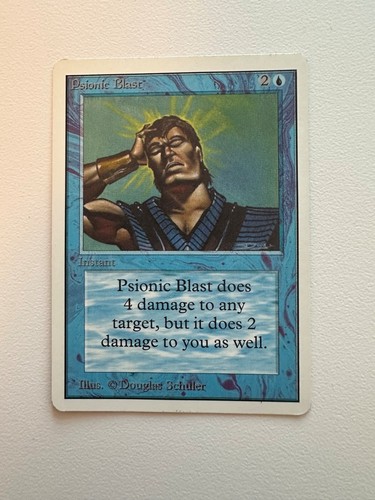 Psionic Blast 2
Instant
Psionic Blast does
4 damage to any
target, but it does 2
damage to you as well.
Illus. © Douglas Schuler